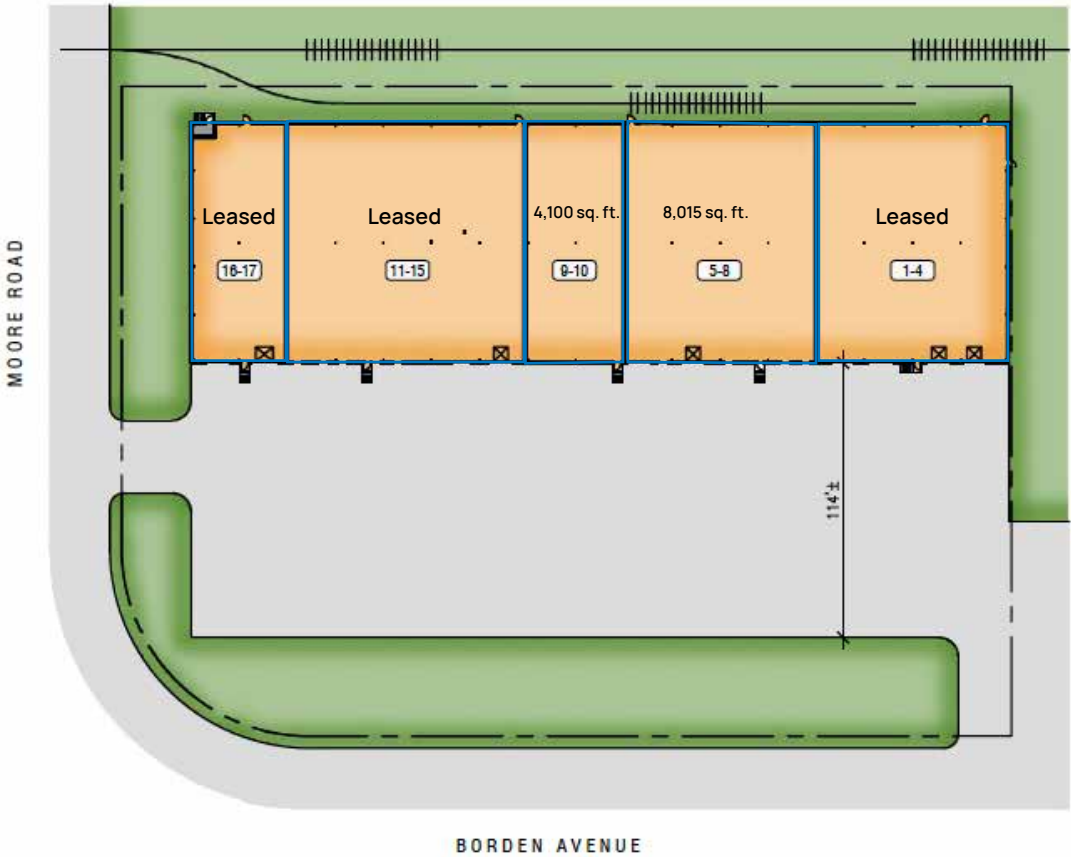 Leased
Leased
4,100 sq. ft.
8,015 sq. ft.
Leased
16-17
11-15
9-10
5-8
1-4
MOORE ROAD
114'±
BORDEN AVENUE